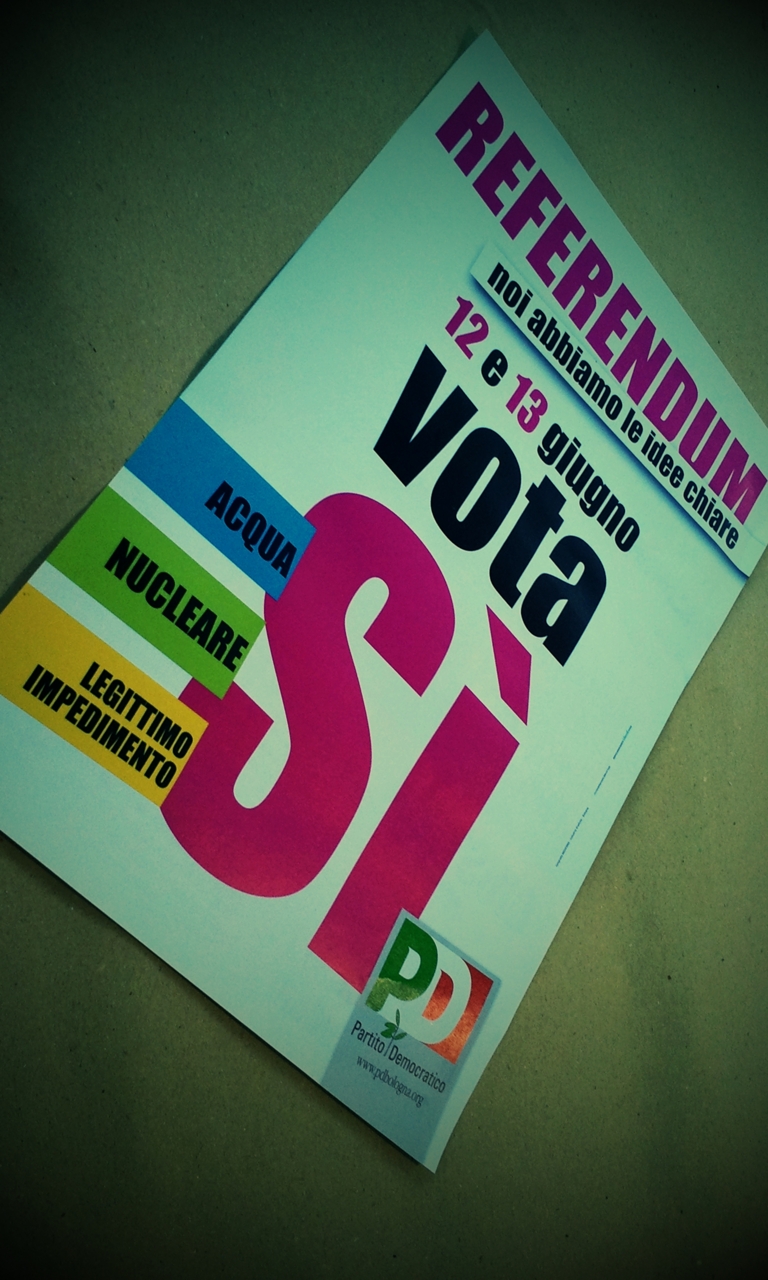 REFERENDUM
noi abbiamo le idee chiare
12 e 13 giugno
vota
SÌ
ACQUA
NUCLEARE
LEGITTIMO
IMPEDIMENTO
PD
Partito Democratico
www.pdbologna.org